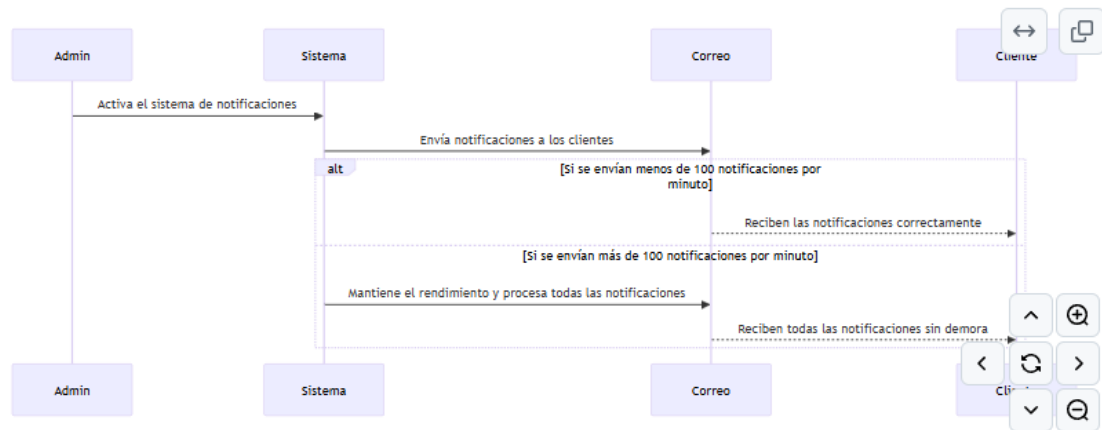 Admin
Sistema
Correo
Cliente
Activa el sistema de notificaciones
Envía notificaciones a los clientes
alt
[Si se envían menos de 100 notificaciones por
minuto]
Reciben las notificaciones correctamente
[Si se envían más de 100 notificaciones por minuto]
Mantiene el rendimiento y procesa todas las notificaciones
Reciben todas las notificaciones sin demora
Admin
Sistema
Correo